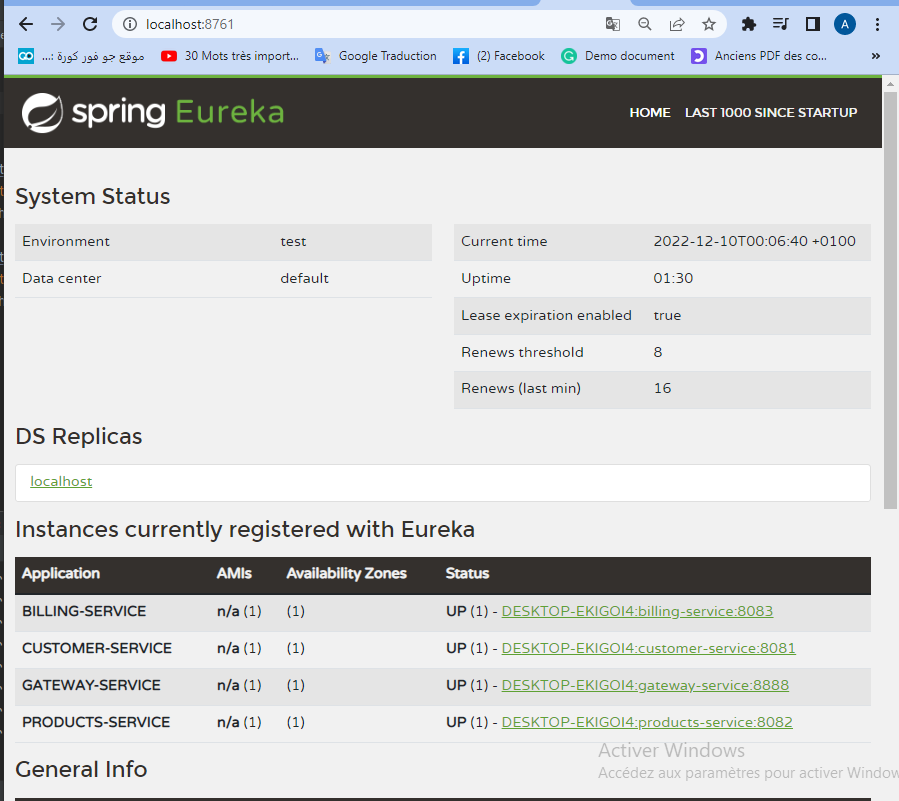 localhost:8761
A
موقع جو فور كورة :...
30 Mots très import...
Google Traduction
(2) Facebook
Demo document
Anciens PDF des co...
»
spring Eureka
HOME LAST 1000 SINCE STARTUP
System Status
Environment test
Data center default
Current time 2022-12-10T00:06:40 +0100
Uptime 01:30
Lease expiration enabled true
Renews threshold 8
Renews (last min) 16
DS Replicas
localhost
Instances currently registered with Eureka
Application AMIs Availability Zones Status
BILLING-SERVICE n/a (1) (1) UP (1) - DESKTOP-EKIGOI4:billing-service:8083
CUSTOMER-SERVICE n/a (1) (1) UP (1) - DESKTOP-EKIGOI4:customer-service:8081
GATEWAY-SERVICE n/a (1) (1) UP (1) - DESKTOP-EKIGOI4:gateway-service:8888
PRODUCTS-SERVICE n/a (1) (1) UP (1) - DESKTOP-EKIGOI4:products-service:8082
Activer Windows
Accédez aux paramètres pour activer Window
General Info